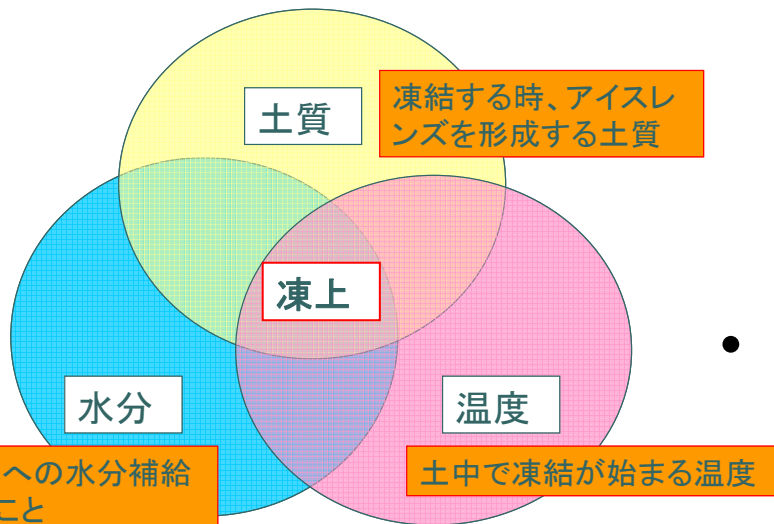 土質
凍結する時、アイスレ
ンズを形成する土質
凍上
水分
温度
への水分補給
こと
土中で凍結が始まる温度